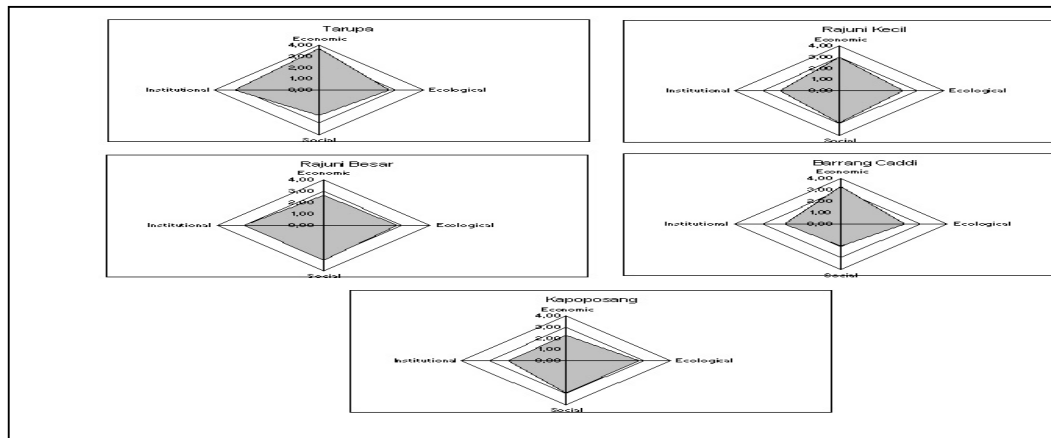 Tarupa
Economic
4,00
3,00
2,00
1,00
0,00
Institutional
Ecological
Social
Rajuni Kecil
Economic
4,00
3,00
2,00
1,00
0,00
Institutional
Ecological
Social
Rajuni Besar
Economic
4,00
3,00
2,00
1,00
0,00
Institutional
Ecological
Social
Barrang Caddi
Economic
4,00
3,00
2,00
1,00
0,00
Institutional
Ecological
Social
Kapoposang
Economic
4,00
3,00
2,00
1,00
0,00
Institutional
Ecological
Social